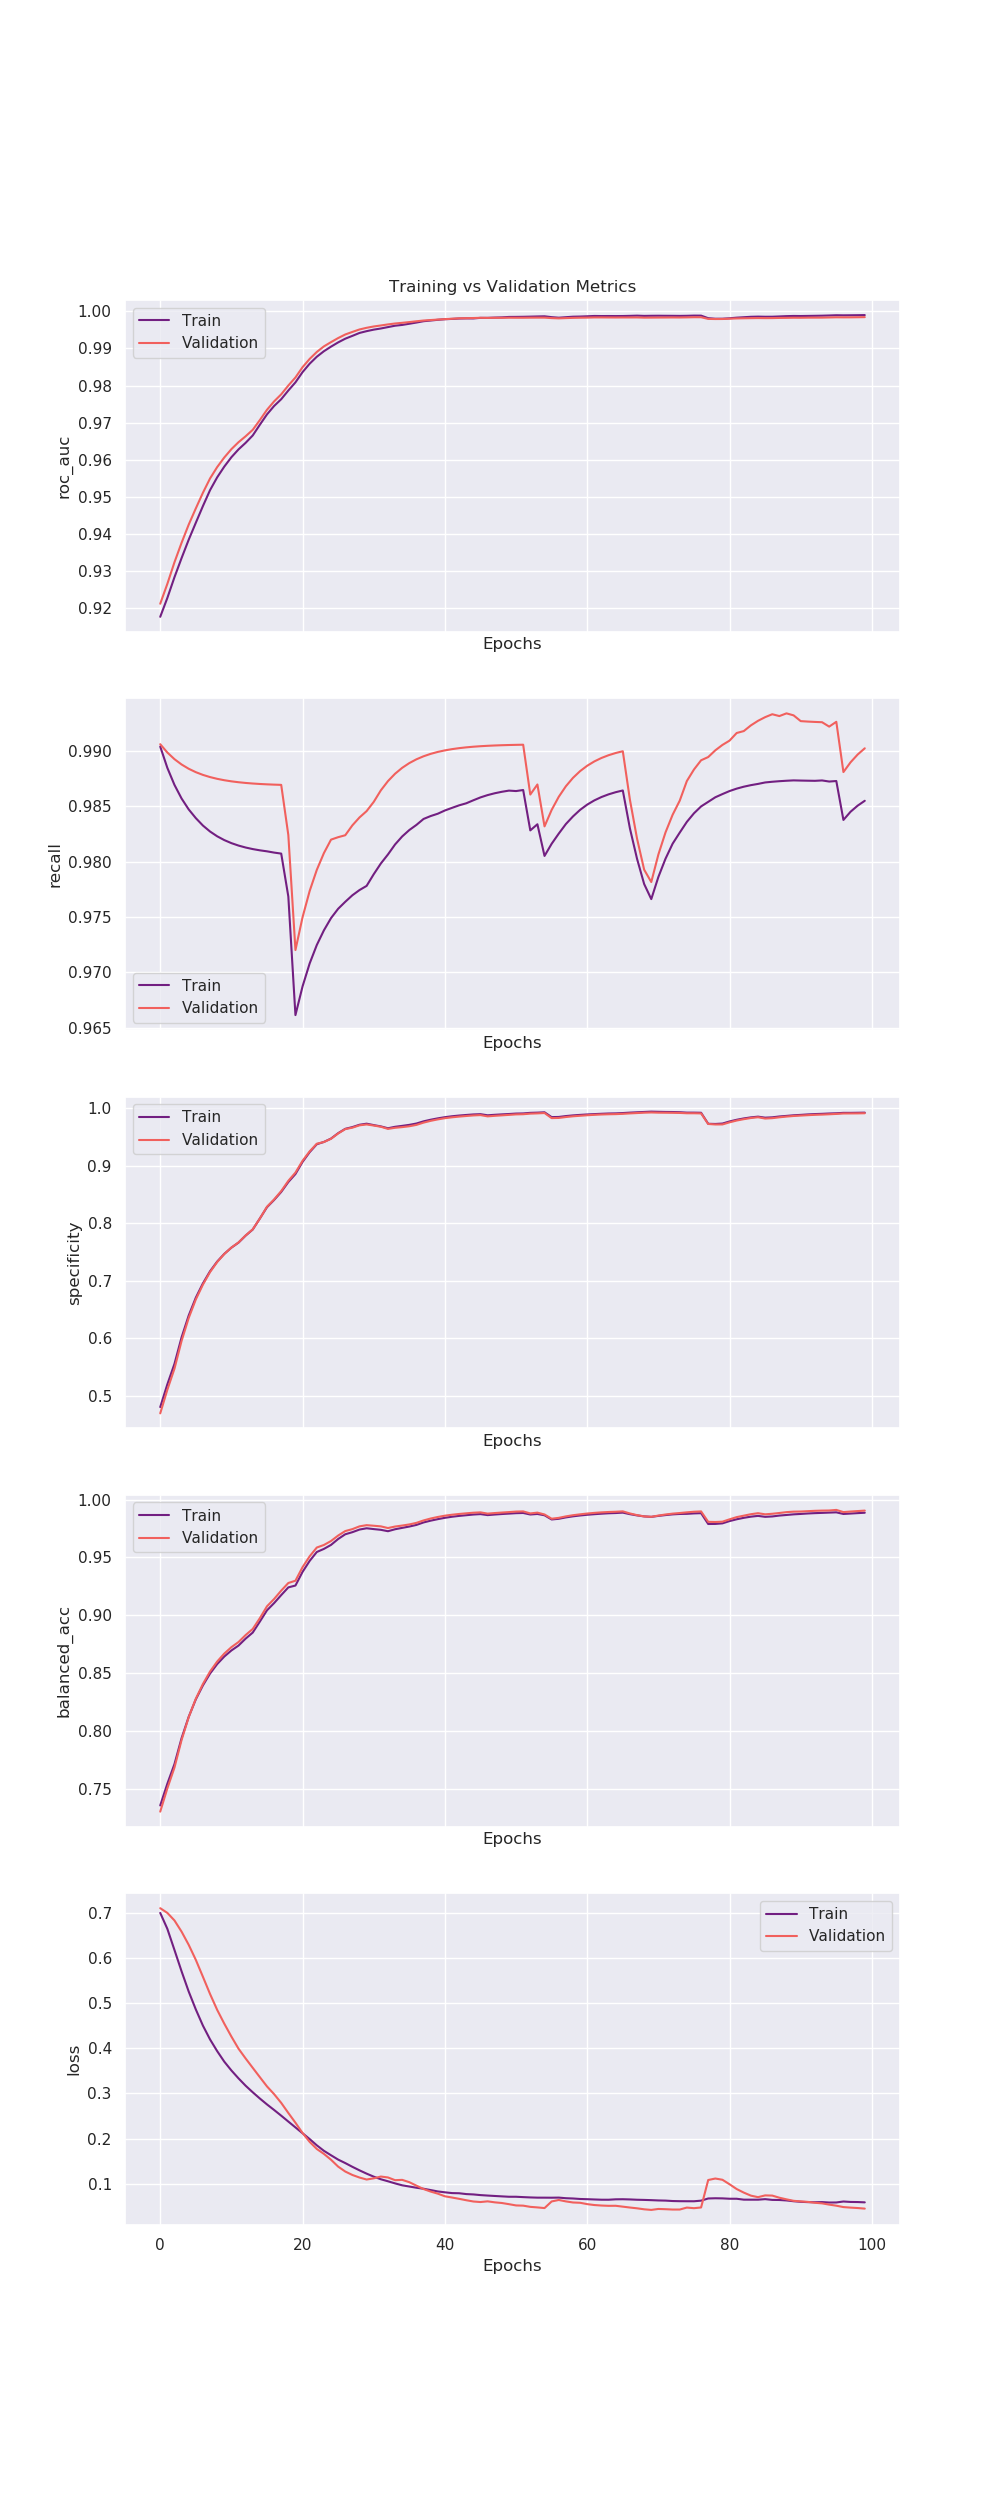 Training vs Validation Metrics
1.00
0.99
0.98
0.97
0.96
0.95
0.94
0.93
0.92
roc_auc
Train
Validation
Epochs
0.990
0.985
0.980
0.975
0.970
0.965
recall
Train
Validation
Epochs
1.0
0.9
0.8
0.7
0.6
0.5
specificity
Train
Validation
Epochs
1.00
0.95
0.90
0.85
0.80
0.75
balanced_acc
Train
Validation
Epochs
0.7
0.6
0.5
0.4
0.3
0.2
0.1
loss
Train
Validation
0 20 40 60 80 100
Epochs